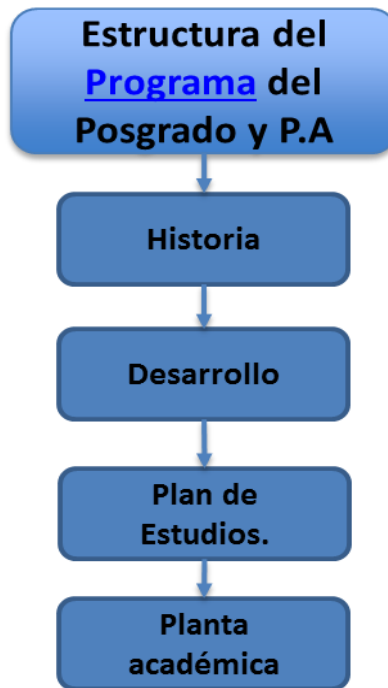 Estructura del
Programa del
Posgrado y P.A
Historia
Desarrollo
Plan de
Estudios.
Planta
académica